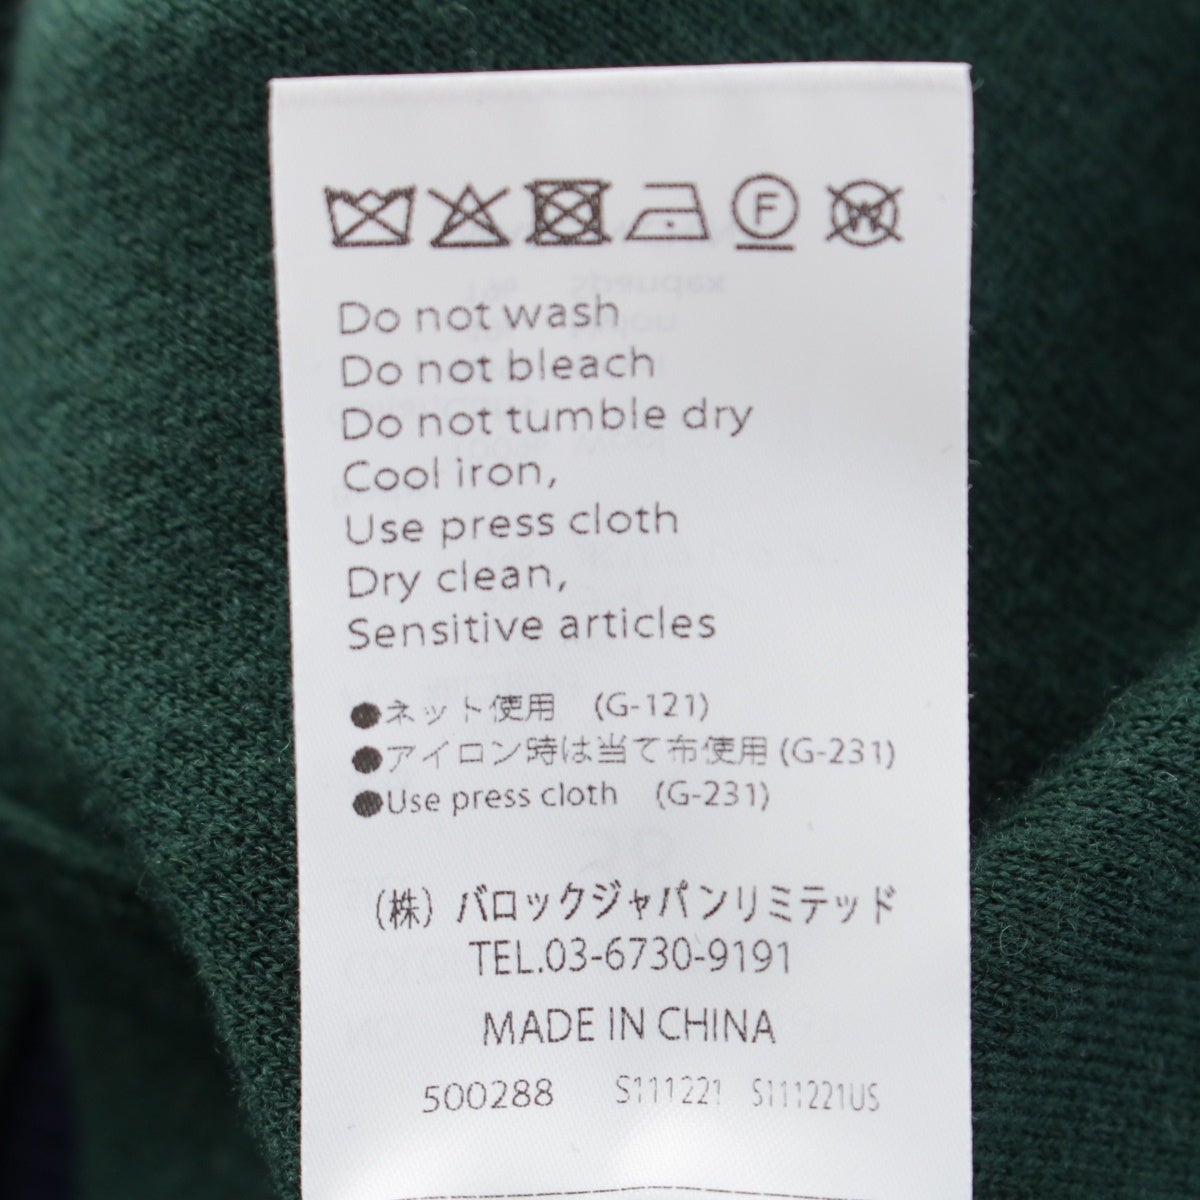 Do not wash
Do not bleach
Do not tumble dry
Cool iron,
Use press cloth
Dry clean,
Sensitive articles
●ネット使用 (G-121)
●アイロン時は当て布使用 (G-231)
●Use press cloth (G-231)
(株) バロックジャパンリミテッド
TEL.03-6730-9191
MADE IN CHINA
500288 S111221 S111221US